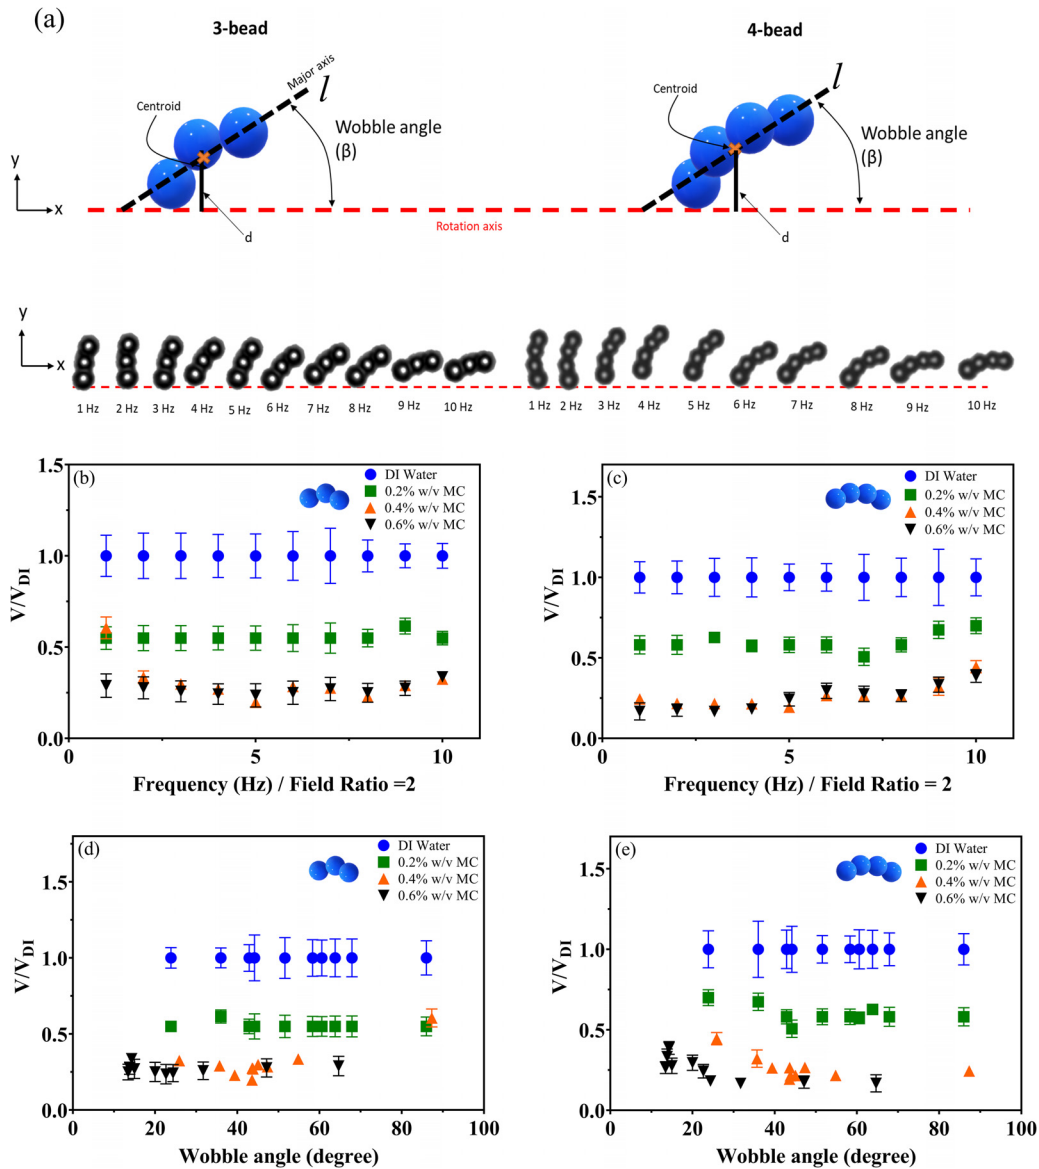 (a)
3-bead
4-bead
Major axis
l
l
Centroid
Centroid
Wobble angle
(β)
Wobble angle
(β)
y
x
d
d
Rotation axis
y
x
1 Hz 2 Hz 3 Hz 4 Hz 5 Hz 6 Hz 7 Hz 8 Hz 9 Hz 10 Hz
1 Hz 2 Hz 3 Hz 4 Hz 5 Hz 6 Hz 7 Hz 8 Hz 9 Hz 10 Hz
(b)
DI Water
0.2% w/v MC
0.4% w/v MC
0.6% w/v MC
1.5
1.0
0.5
0.0
V/VDI
0 5 10
Frequency (Hz) / Field Ratio =2
(c)
DI Water
0.2% w/v MC
0.4% w/v MC
0.6% w/v MC
1.5
1.0
0.5
0.0
V/VDI
0 5 10
Frequency (Hz) / Field Ratio =2
(d)
DI Water
0.2% w/v MC
0.4% w/v MC
0.6% w/v MC
1.5
1.0
0.5
0.0
V/VDI
0 20 40 60 80 100
Wobble angle (degree)
(e)
DI Water
0.2% w/v MC
0.4% w/v MC
0.6% w/v MC
1.5
1.0
0.5
0.0
V/VDI
0 20 40 60 80 100
Wobble angle (degree)